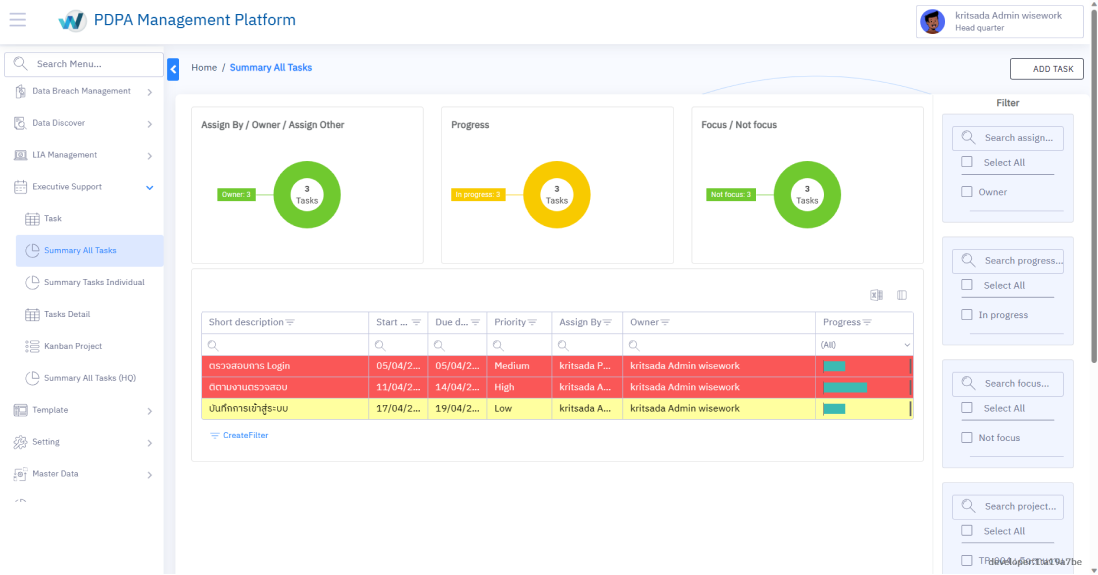 PDPA Management Platform
kritsada Admin wisework
Head quarter
Search Menu...
Home / Summary All Tasks
ADD TASK
Data Breach Management
Data Discover
LIA Management
Executive Support
Task
Summary All Tasks
Summary Tasks Individual
Tasks Detail
Kanban Project
Summary All Tasks (HQ)
Template
Setting
Master Data
Assign By / Owner / Assign Other
Owner: 3
3
Tasks
Progress
In progress: 3
3
Tasks
Focus / Not focus
Not focus: 3
3
Tasks
Short description Start ... Due d... Priority Assign By Owner Progress
(All)
ตรวจสอบการ Login 05/04/2... 05/04/2... Medium kritsada P... kritsada Admin wisework
ติตามงานตรวจสอบ 11/04/2... 14/04/2... High kritsada A... kritsada Admin wisework
บันทึกการเข้าสู่ระบบ 17/04/2... 19/04/2... Low kritsada A... kritsada Admin wisework
CreateFilter
Filter
Search assign...
Select All
Owner
Search progress...
Select All
In progress
Search focus...
Select All
Not focus
Search project...
Select All